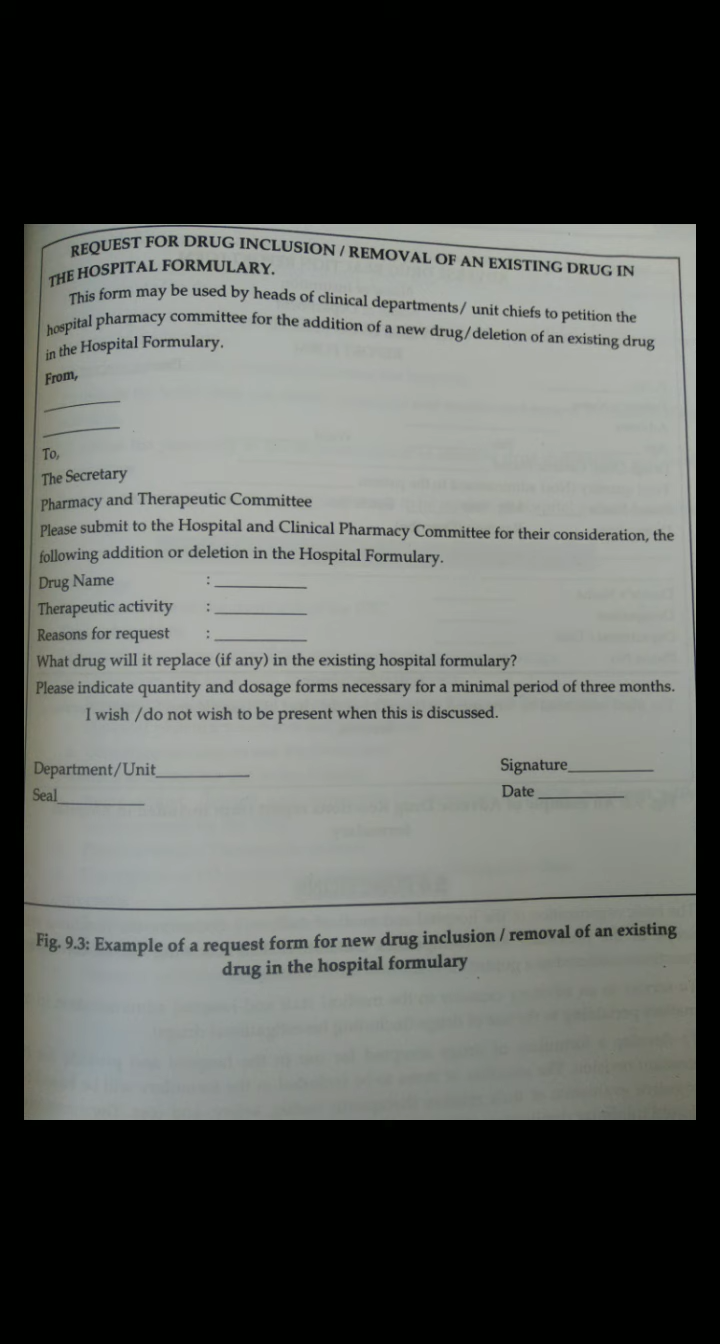 REQUEST FOR DRUG INCLUSION / REMOVAL OF AN EXISTING DRUG IN
THE HOSPITAL FORMULARY.
This form may be used by heads of clinical departments/ unit chiefs to petition the
hospital pharmacy committee for the addition of a new drug/deletion of an existing drug
in the Hospital Formulary.
From,
To,
The Secretary
Pharmacy and Therapeutic Committee
Please submit to the Hospital and Clinical Pharmacy Committee for their consideration, the
following addition or deletion in the Hospital Formulary.
Drug Name : ___________
Therapeutic activity : ___________
Reasons for request : ___________
What drug will it replace (if any) in the existing hospital formulary?
Please indicate quantity and dosage forms necessary for a minimal period of three months.
I wish /do not wish to be present when this is discussed.
Department/Unit___________ Signature___________
Seal___________ Date ___________
Fig. 9.3: Example of a request form for new drug inclusion / removal of an existing
drug in the hospital formulary